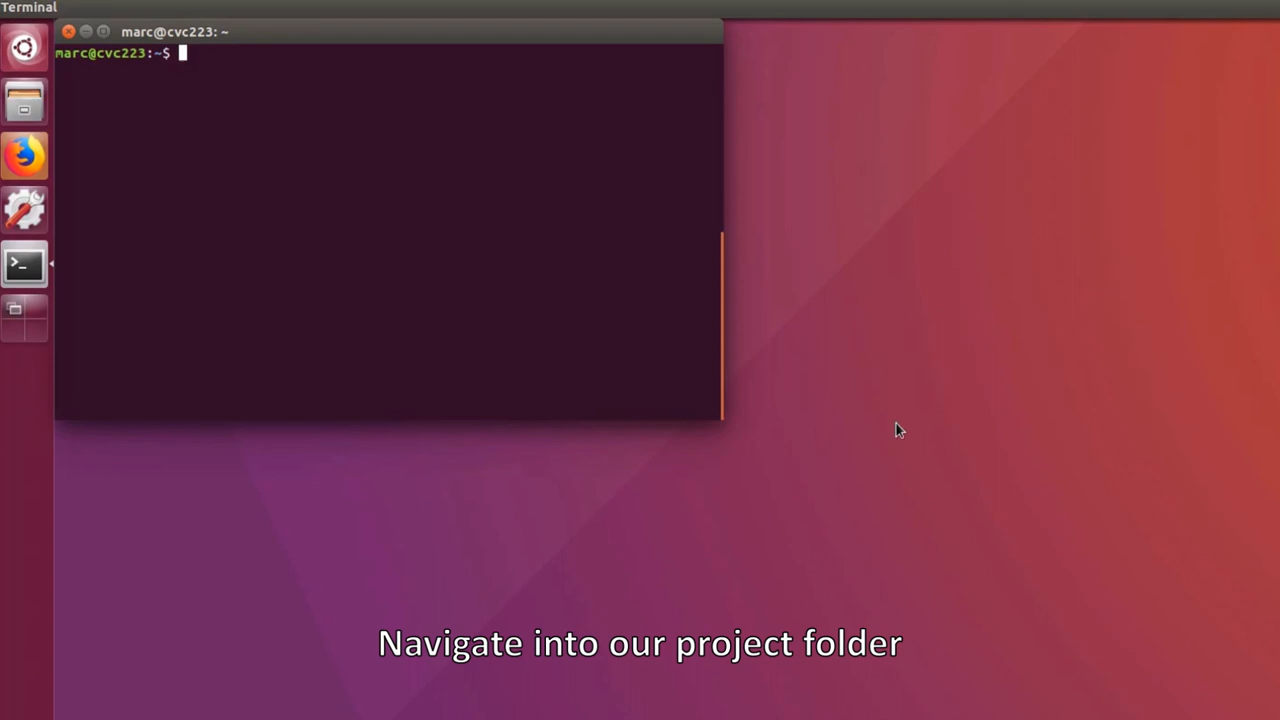 Terminal
marc@cvc223: ~
marc@cvc223:~$
Navigate into our project folder